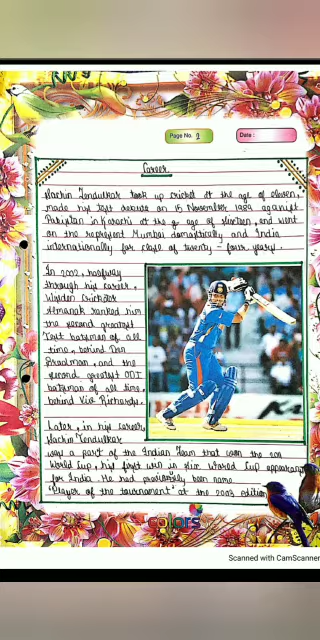 Page No. 2
Date :
Career
Sachin Tendulkar took up cricket at the age of eleven,
made his test debute on 15 November 1989 against
Pakistan in Karachi at the age of sixteen, and went
on the represent Mumbai domestically and India
internationally for close of twenty-four years.
In 2002, halfway
through his career,
Wisden Cricketer
Almanak ranked him
the second greatest
Test batsman of all
time, behind Don
Bradman, and the
second greatest ODI
batsman of all time,
behind Viv Richards.
Later, in his career,
Sachin Tendulkar
was a part of the Indian Team that won the
World Cup, his first win in six World Cup appearan
for India. He had previously been name
"Player of the tournament" at the 2003 edition
colors
Scanned with CamScanner